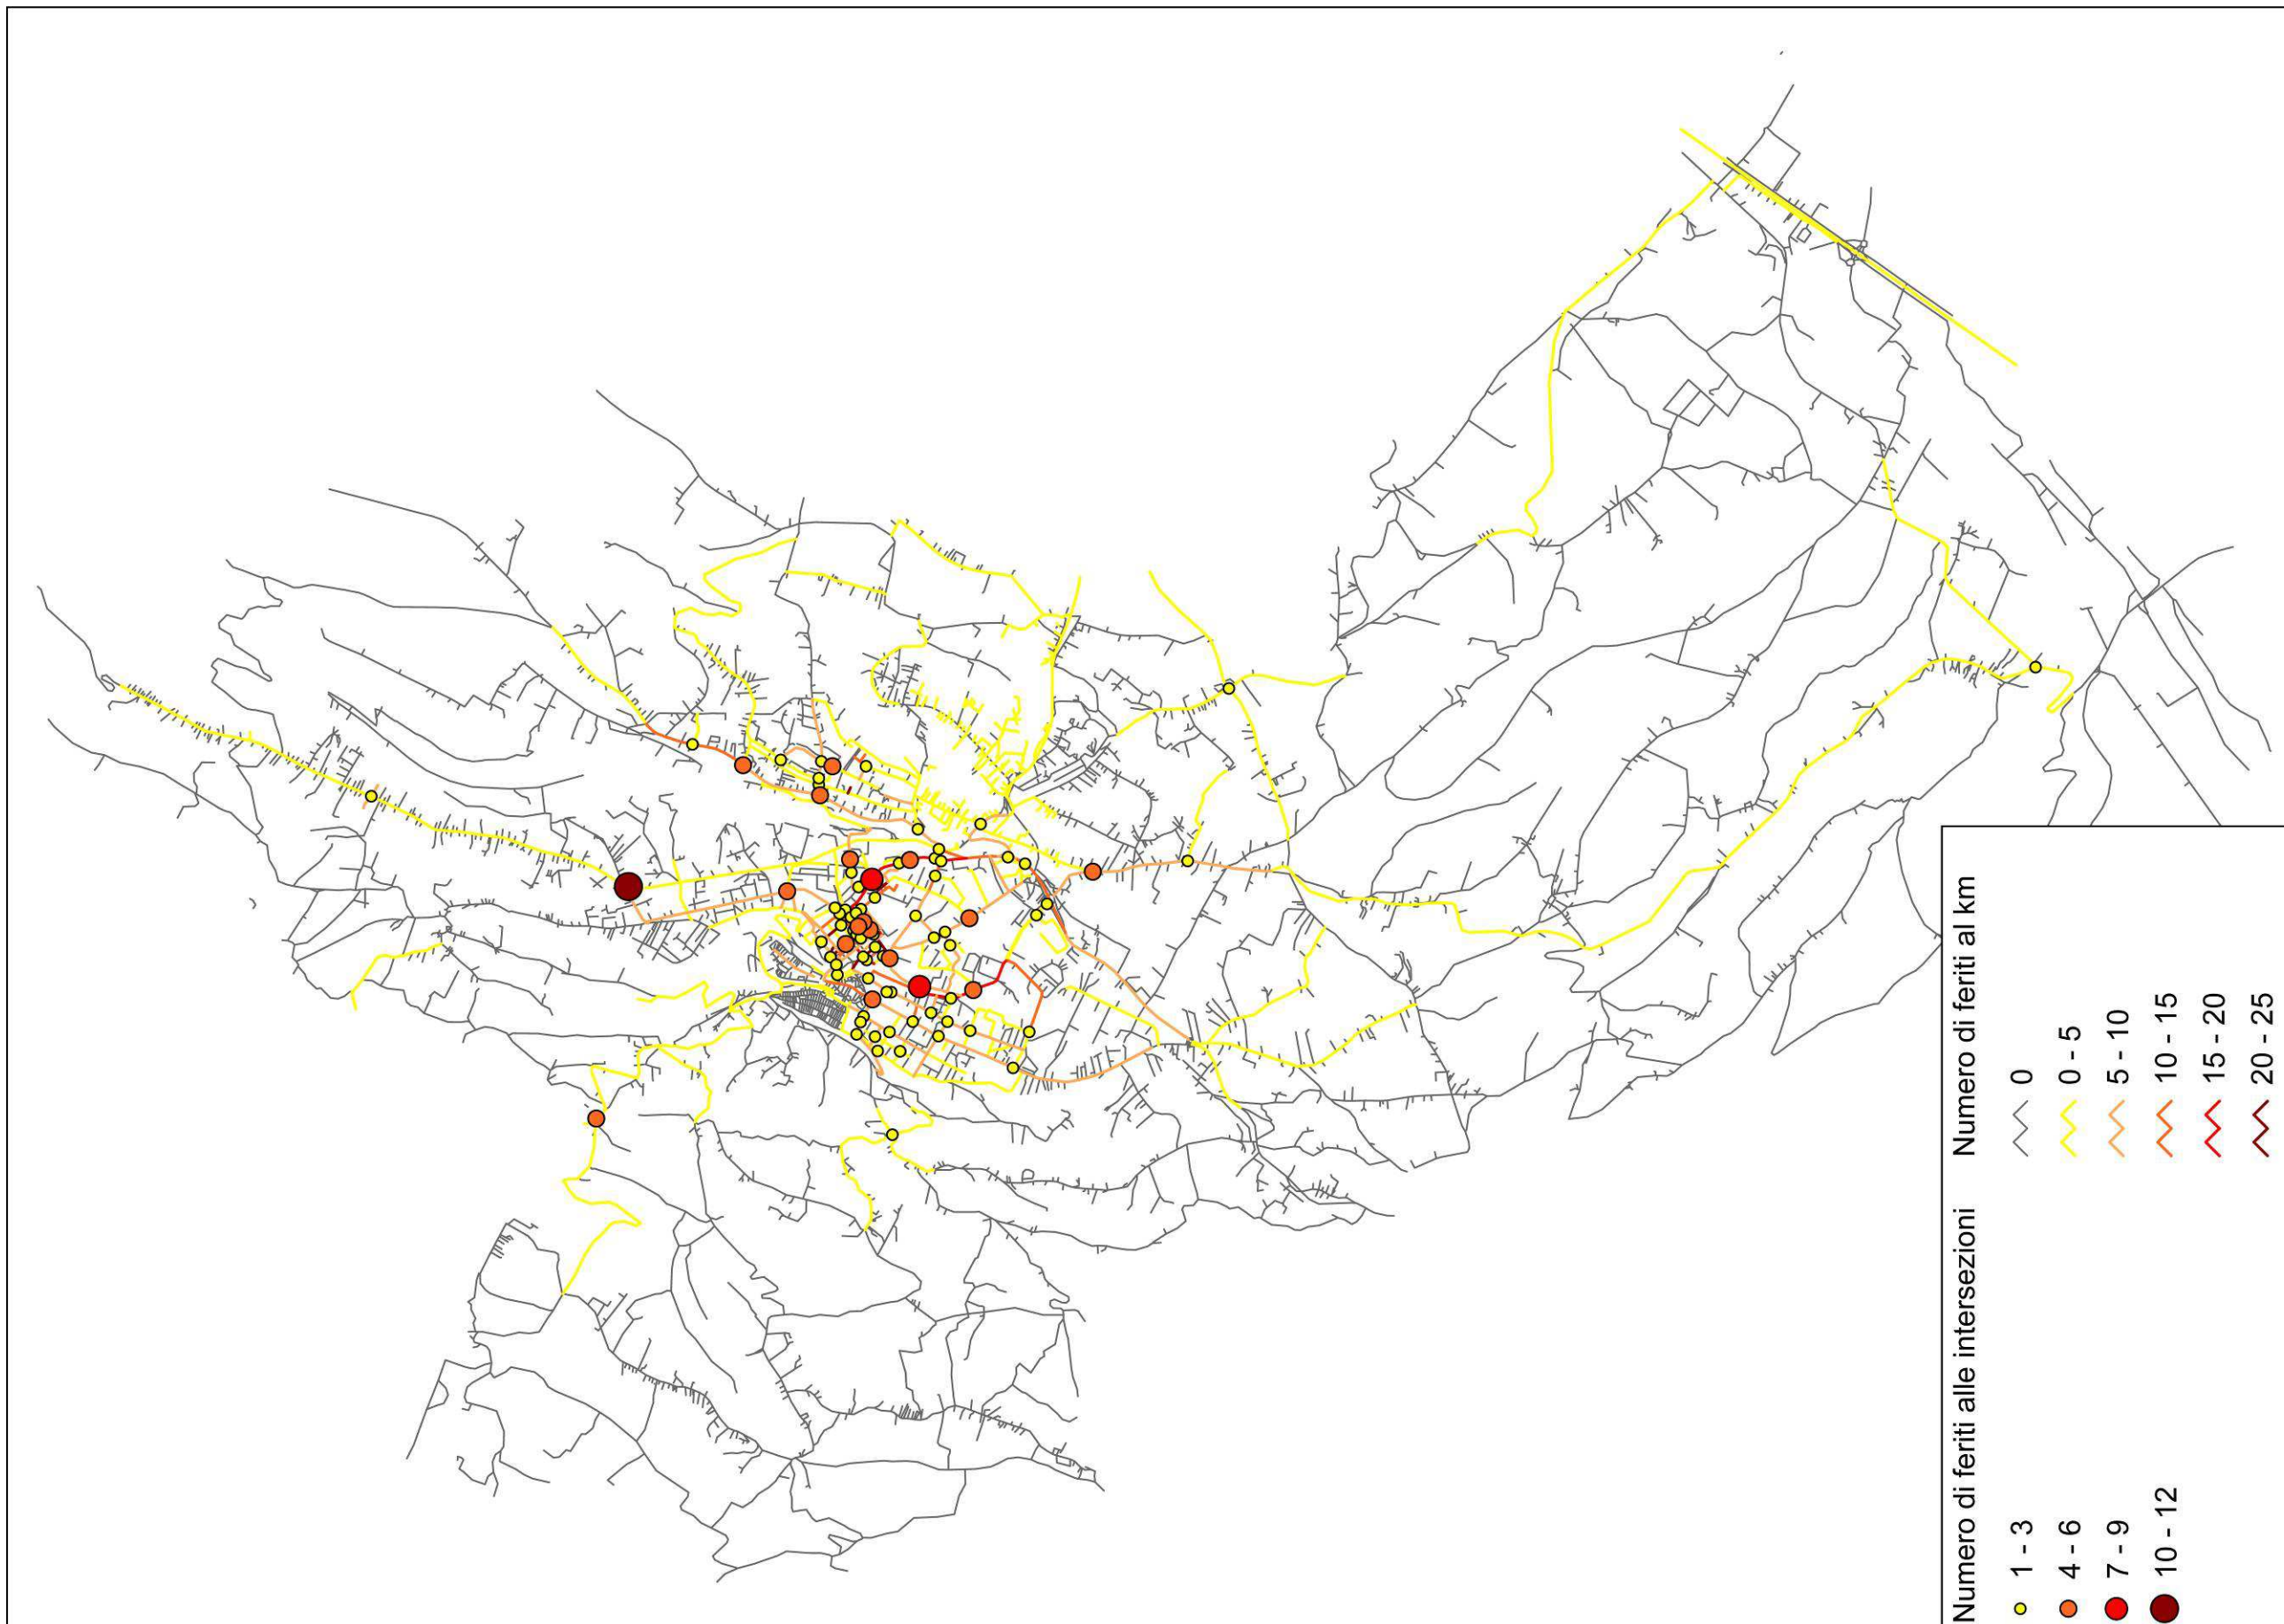 Numero di feriti alle intersezioni
1 - 3
4 - 6
7 - 9
10 - 12
Numero di feriti al km
0
0 - 5
5 - 10
10 - 15
15 - 20
20 - 25